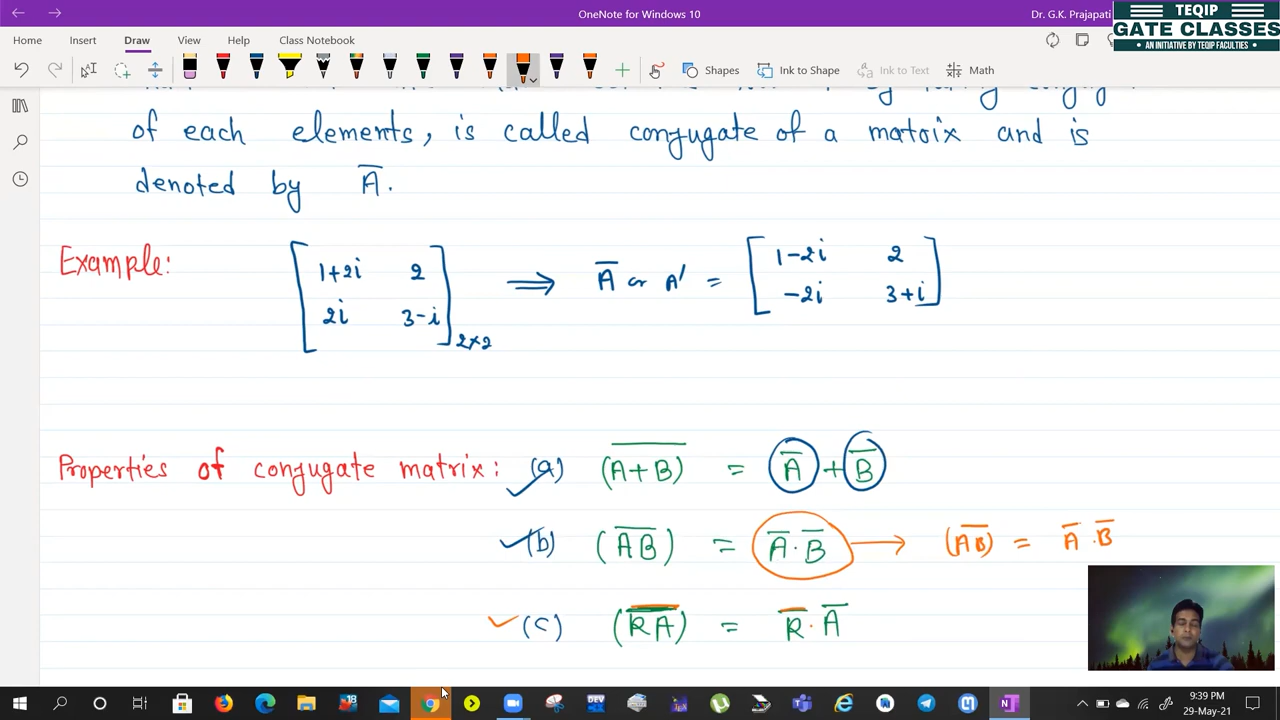 OneNote for Windows 10
Dr. G.K. Prajapati
TEQIP
GATE CLASSES
/ AN INITIATIVE BY TEQIP FACULTIES /
Home Insert Draw View Help Class Notebook
Shapes Ink to Shape Ink to Text Math
of each elements, is called conjugate of a matrix and is
denoted by A̅.
Example: [1+2i 2
2i 3-i]2×2 ⟹ A̅ or A' = [1-2i 2
-2i 3+i]
Properties of conjugate matrix: (a) (A+B)̅ = A̅ + B̅
(b) (A̅B̅) = A̅ · B̅ → (A̅B̅) = A̅ · B̅
(c) (K̅A̅) = K̅ · A̅
18
DEV
9:39 PM
29-May-21